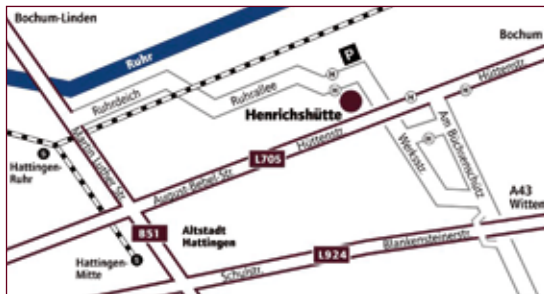 Bochum-Linden
Bochum
Ruhr
P
Hüttenstr.
Ruhrdeich
Ruhrallee
Henrichshütte
Am Büchsenschütz
Hattingen-
Ruhr
S
Martin Luther Str.
L705
Hüttenstr.
Werksstr.
August-Bebel Str.
A43
Witten
B51
Altstadt
Hattingen
Hattingen-
Mitte
S
L924
Blankensteinerstr.
Schulstr.
H
H
H
H